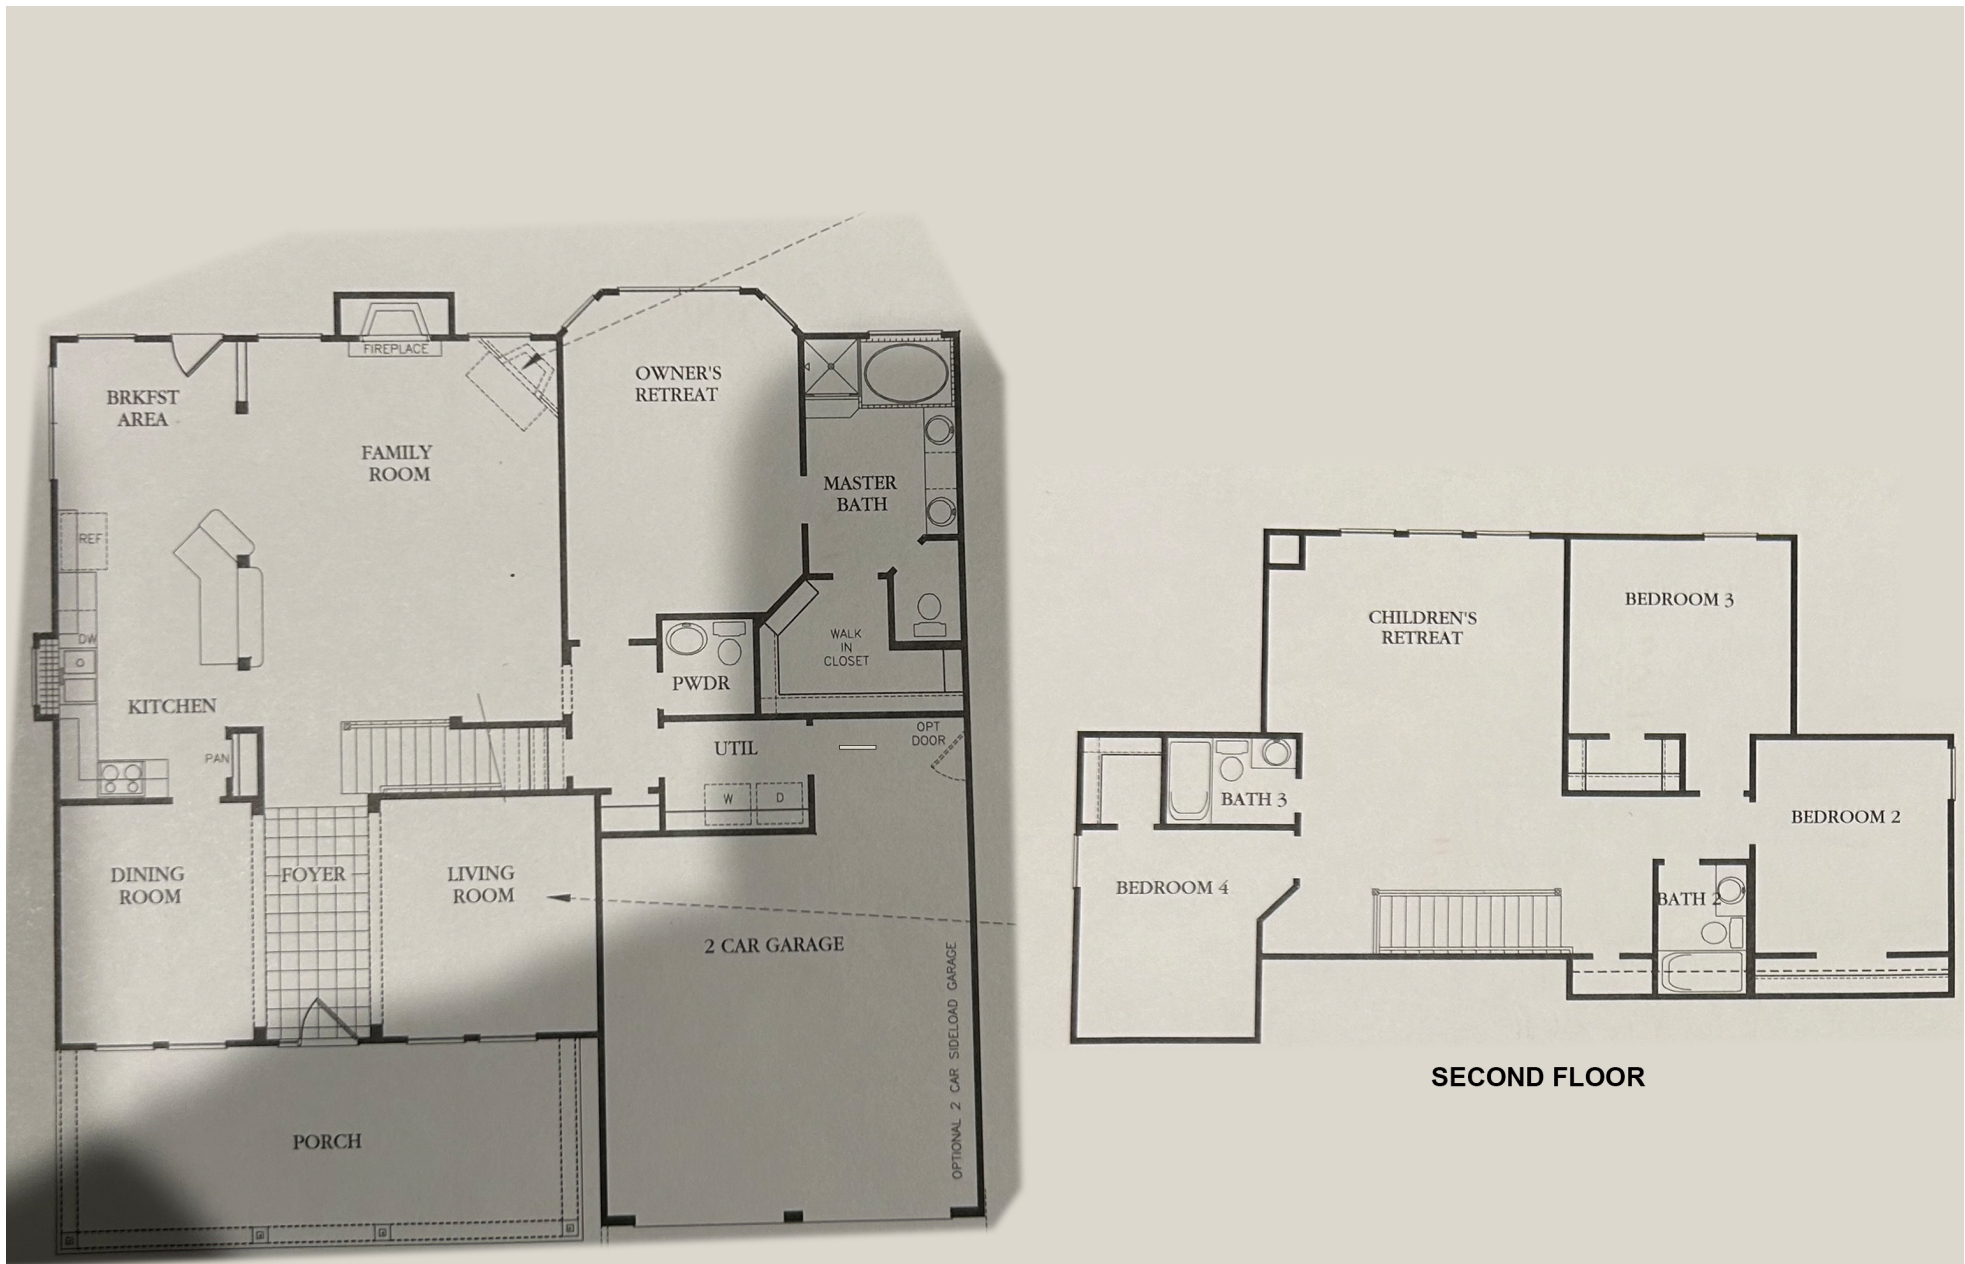 FIREPLACE
BRKFST
AREA
FAMILY
ROOM
OWNER'S
RETREAT
MASTER
BATH
REF
DW
KITCHEN
PAN
PWDR
WALK
IN
CLOSET
UTIL
OPT
DOOR
W
D
DINING
ROOM
FOYER
LIVING
ROOM
2 CAR GARAGE
OPTIONAL 2 CAR SIDELOAD GARAGE
PORCH
CHILDREN'S
RETREAT
BEDROOM 3
BATH 3
BEDROOM 2
BEDROOM 4
BATH 2
SECOND FLOOR